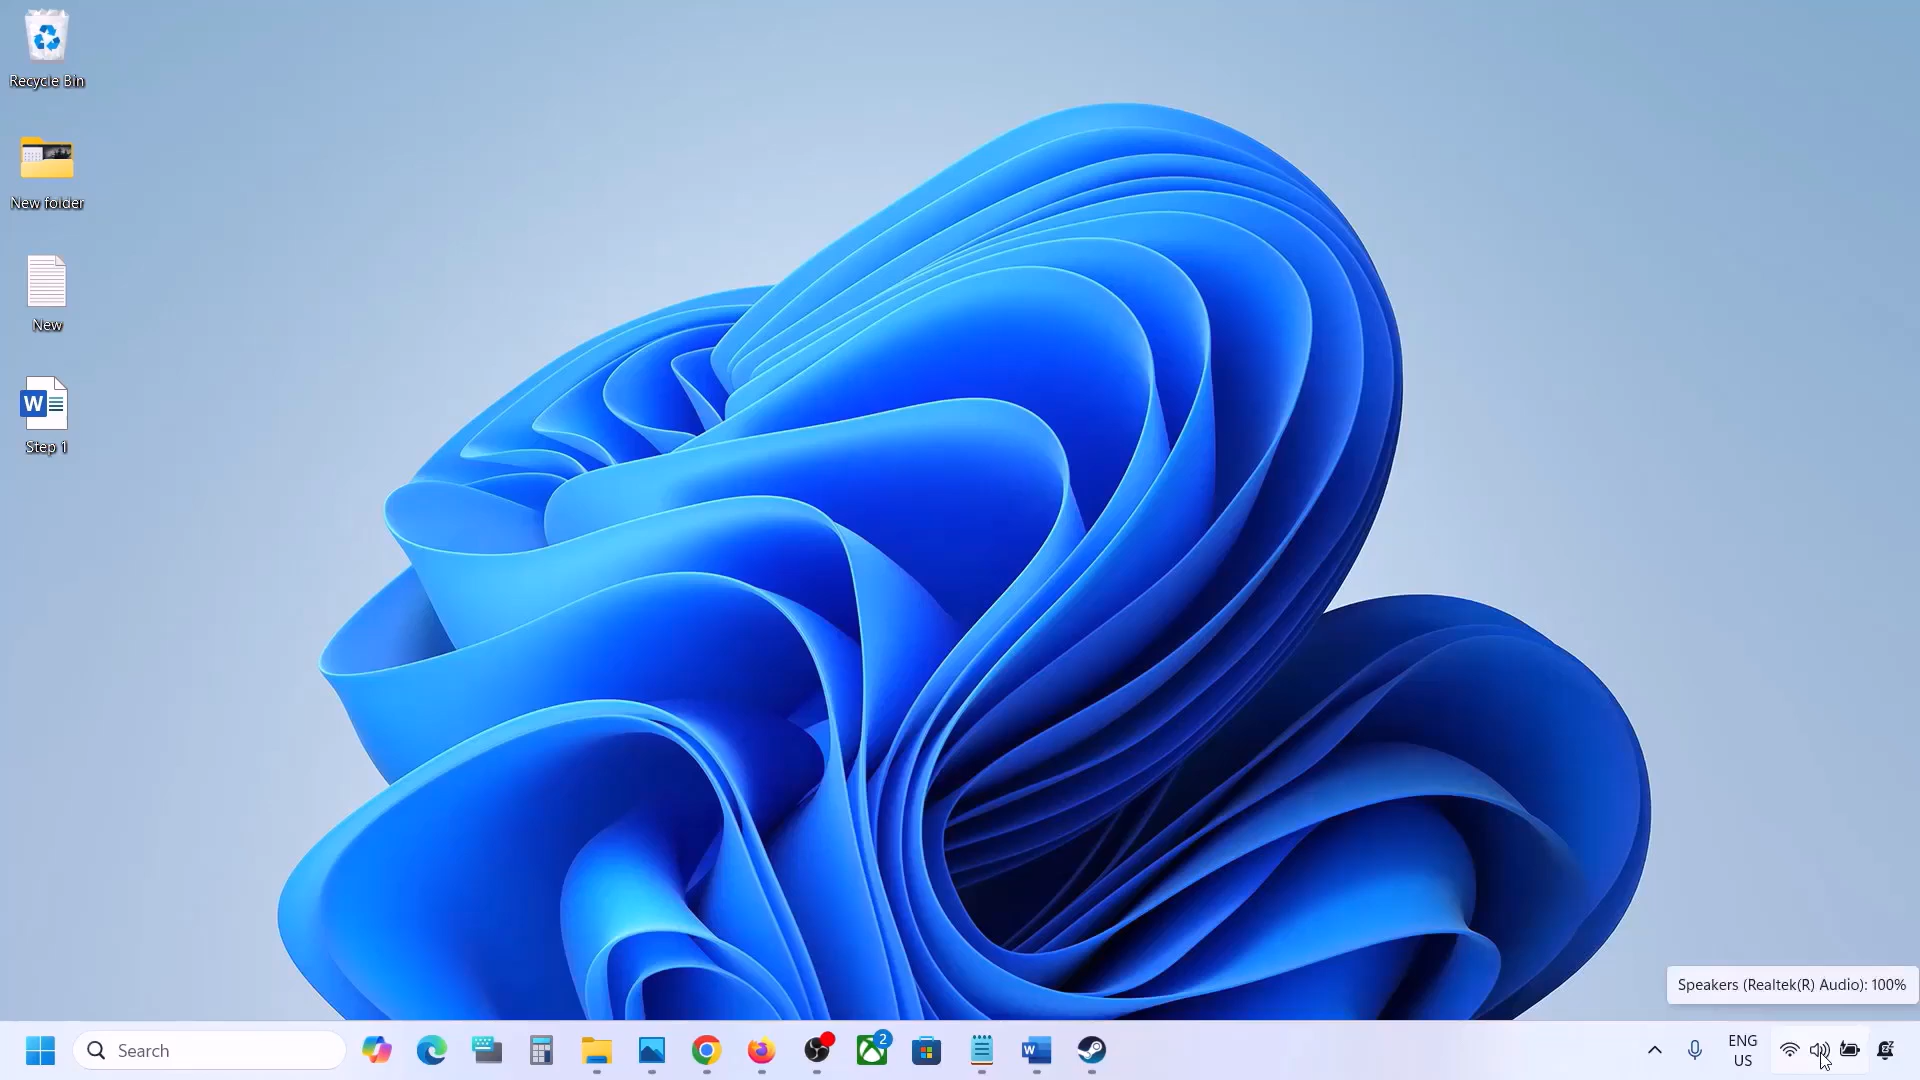 Recycle Bin
New folder
New
W
Step 1
Speakers (Realtek(R) Audio): 100%
Search
2
W
ENG
US